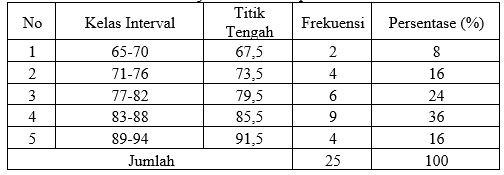 No Kelas Interval Titik Tengah Frekuensi Persentase (%)
1 65-70 67,5 2 8
2 71-76 73,5 4 16
3 77-82 79,5 6 24
4 83-88 85,5 9 36
5 89-94 91,5 4 16
Jumlah 25 100